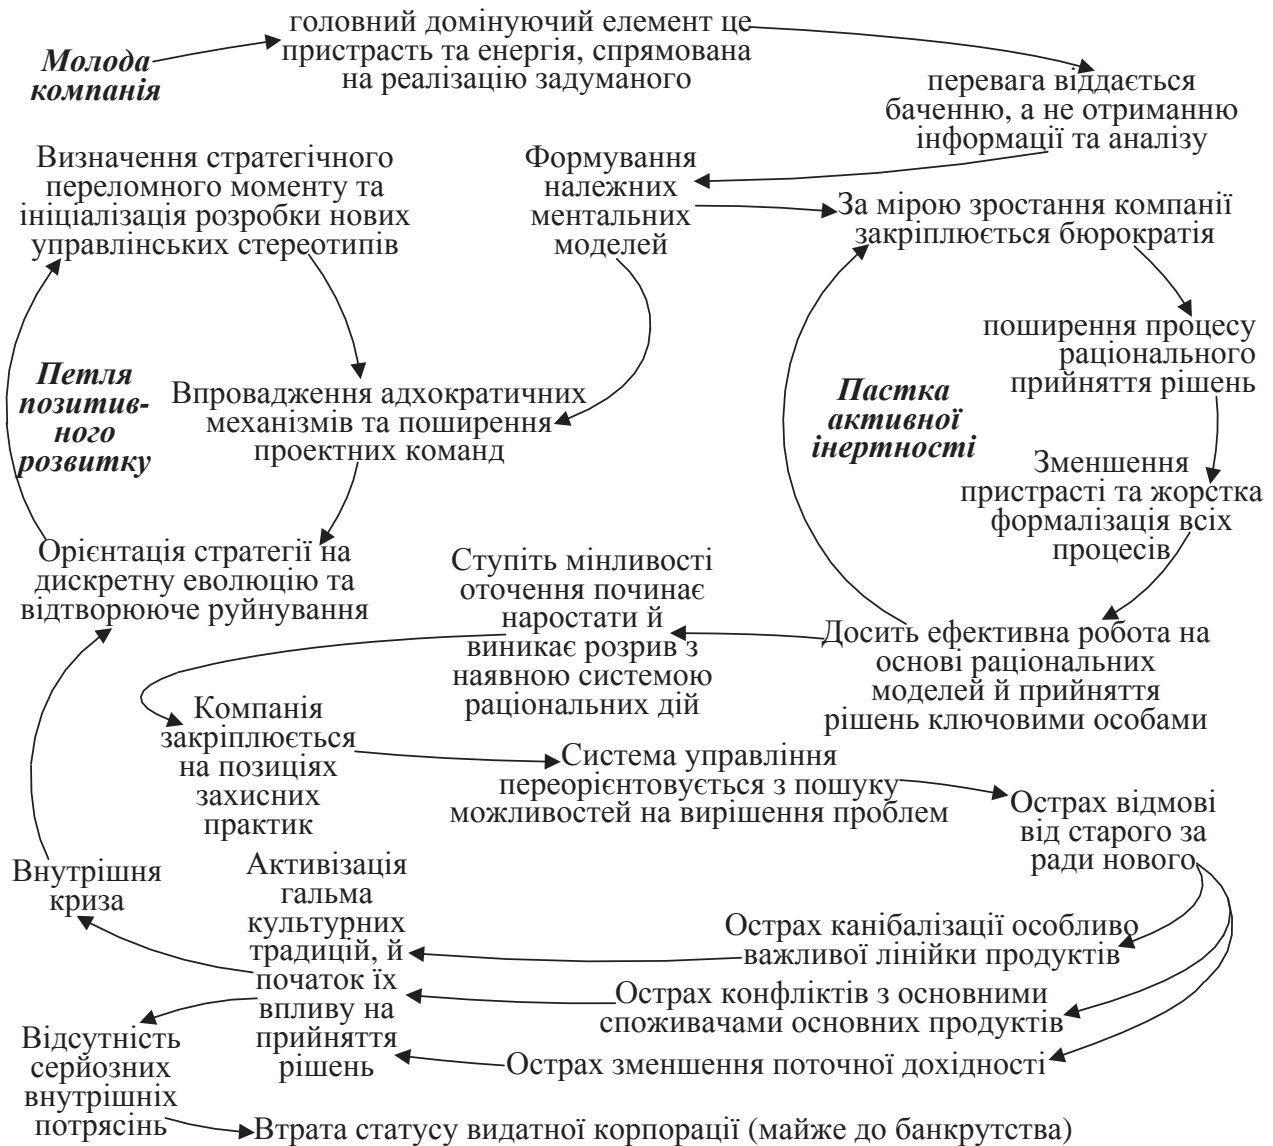 головний домінуючий елемент це
пристрасть та енергія, спрямована
на реалізацію задуманого
Молода
компанія
перевага віддається
баченню, а не отриманню
інформації та аналізу
Визначення стратегічного
переломного моменту та
ініціалізація розробки нових
управлінських стереотипів
Формування
належних
ментальних
моделей
За мірою зростання компанії
закріплюється бюрократія
поширення процесу
раціонального
прийняття рішень
Петля
позитив-
ного
розвитку
Впровадження адхократичних
механізмів та поширення
проектних команд
Пастка
активної
інертності
Зменшення
пристрасті та жорстка
формалізація всіх
процесів
Орієнтація стратегії на
дискретну еволюцію та
відтворююче руйнування
Ступіть мінливості
оточення починає
наростати й
виникає розрив з
наявною системою
раціональних дій
Досить ефективна робота на
основі раціональних
моделей й прийняття
рішень ключовими особами
Компанія
закріплюється
на позиціях
захисних
практик
Система управління
переорієнтовується з пошуку
можливостей на вирішення проблем
Острах відмові
від старого за
ради нового
Внутрішня
криза
Активізація
гальма
культурних
традицій, й
початок їх
впливу на
прийняття
рішень
Острах канібалізації особливо
важливої лінійки продуктів
Острах конфліктів з основними
споживачами основних продуктів
Острах зменшення поточної дохідності
Відсутність
серйозних
внутрішніх
потрясінь
Втрата статусу видатної корпорації (майже до банкрутства)